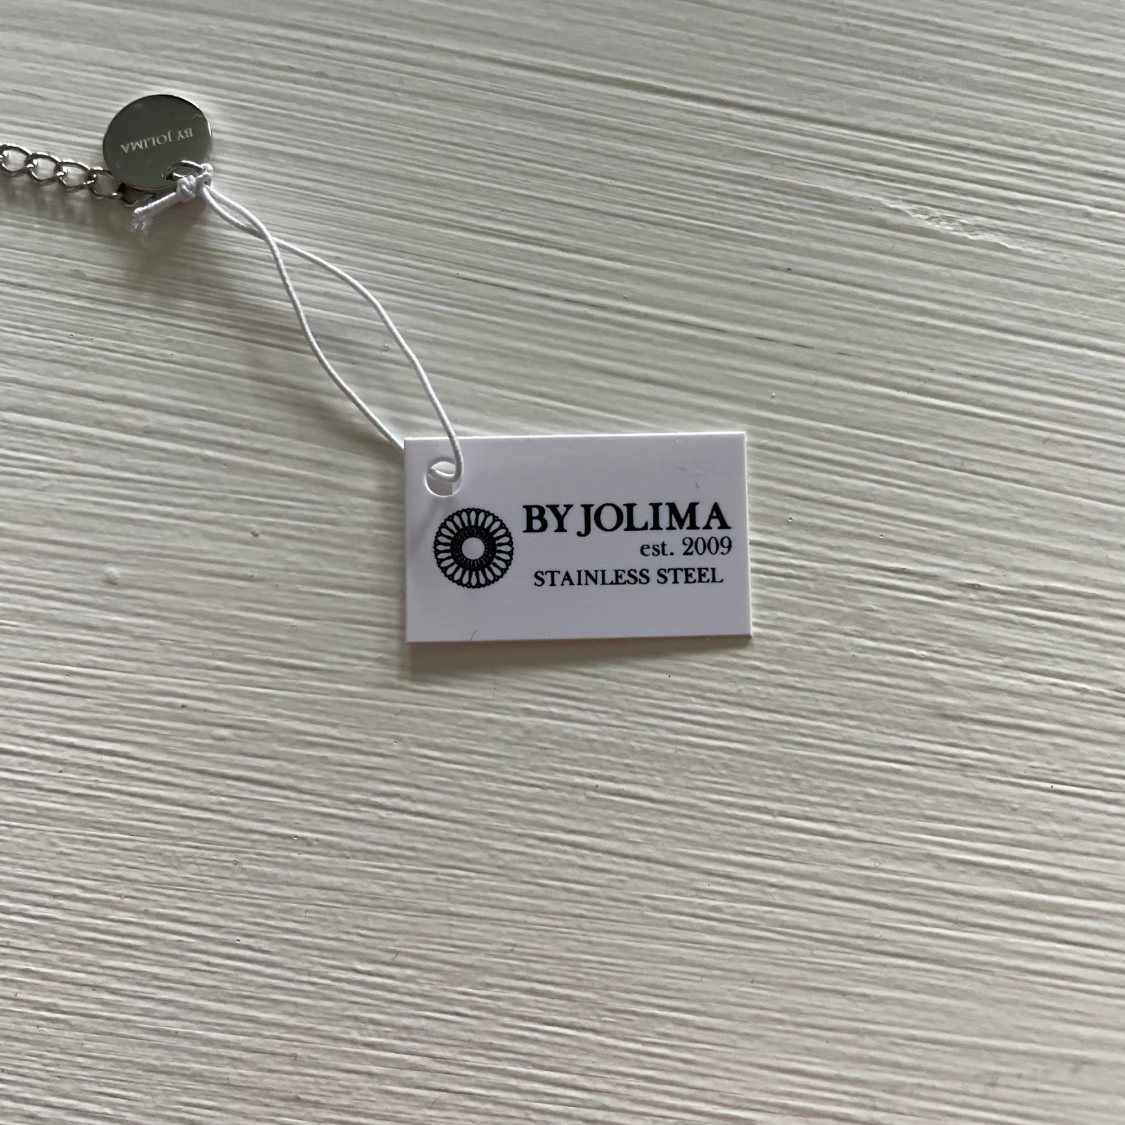 BY JOLIMA
BY JOLIMA
est. 2009
STAINLESS STEEL